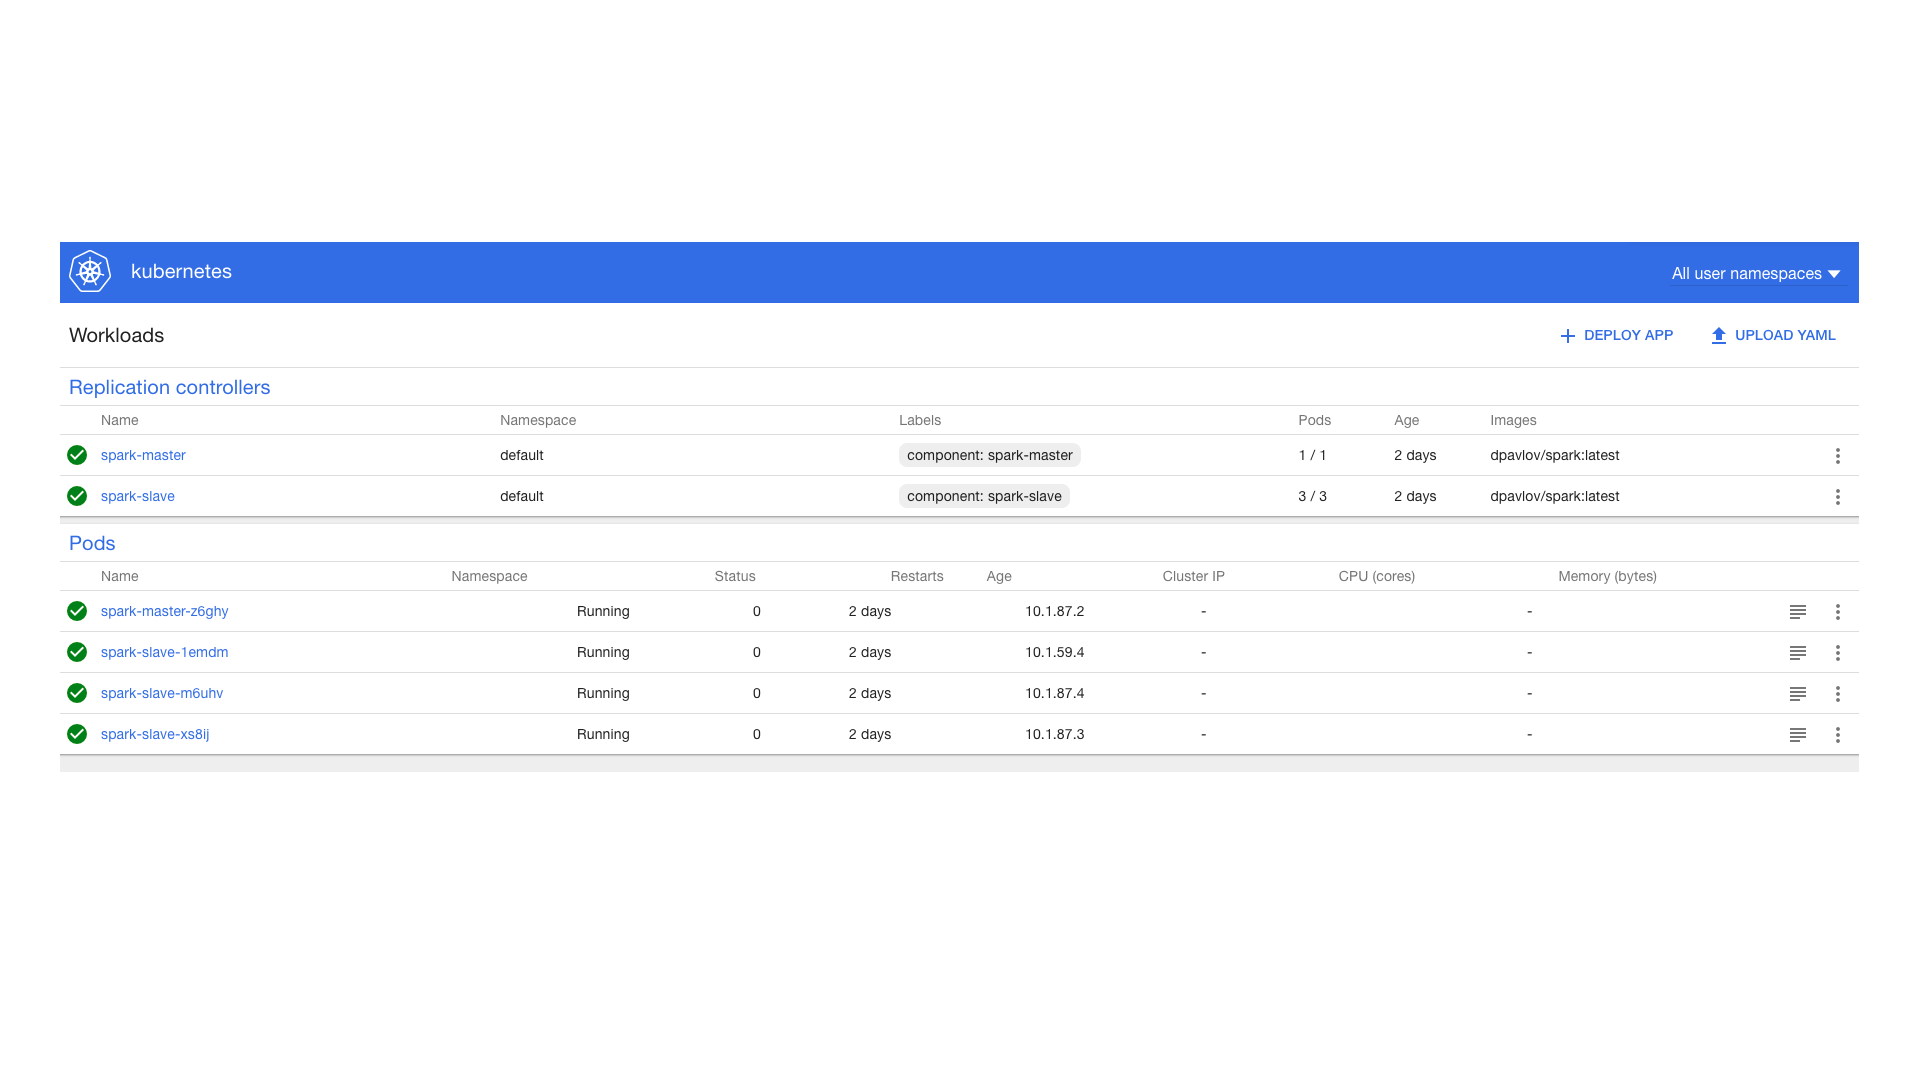 kubernetes All user namespaces
Workloads DEPLOY APP UPLOAD YAML
Replication controllers
Name Namespace Labels Pods Age Images
spark-master default component: spark-master 1 / 1 2 days dpavlov/spark:latest
spark-slave default component: spark-slave 3 / 3 2 days dpavlov/spark:latest
Pods
Name Namespace Status Restarts Age Cluster IP CPU (cores) Memory (bytes)
spark-master-z6ghy Running 0 2 days 10.1.87.2 - -
spark-slave-1emdm Running 0 2 days 10.1.59.4 - -
spark-slave-m6uhv Running 0 2 days 10.1.87.4 - -
spark-slave-xs8ij Running 0 2 days 10.1.87.3 - -